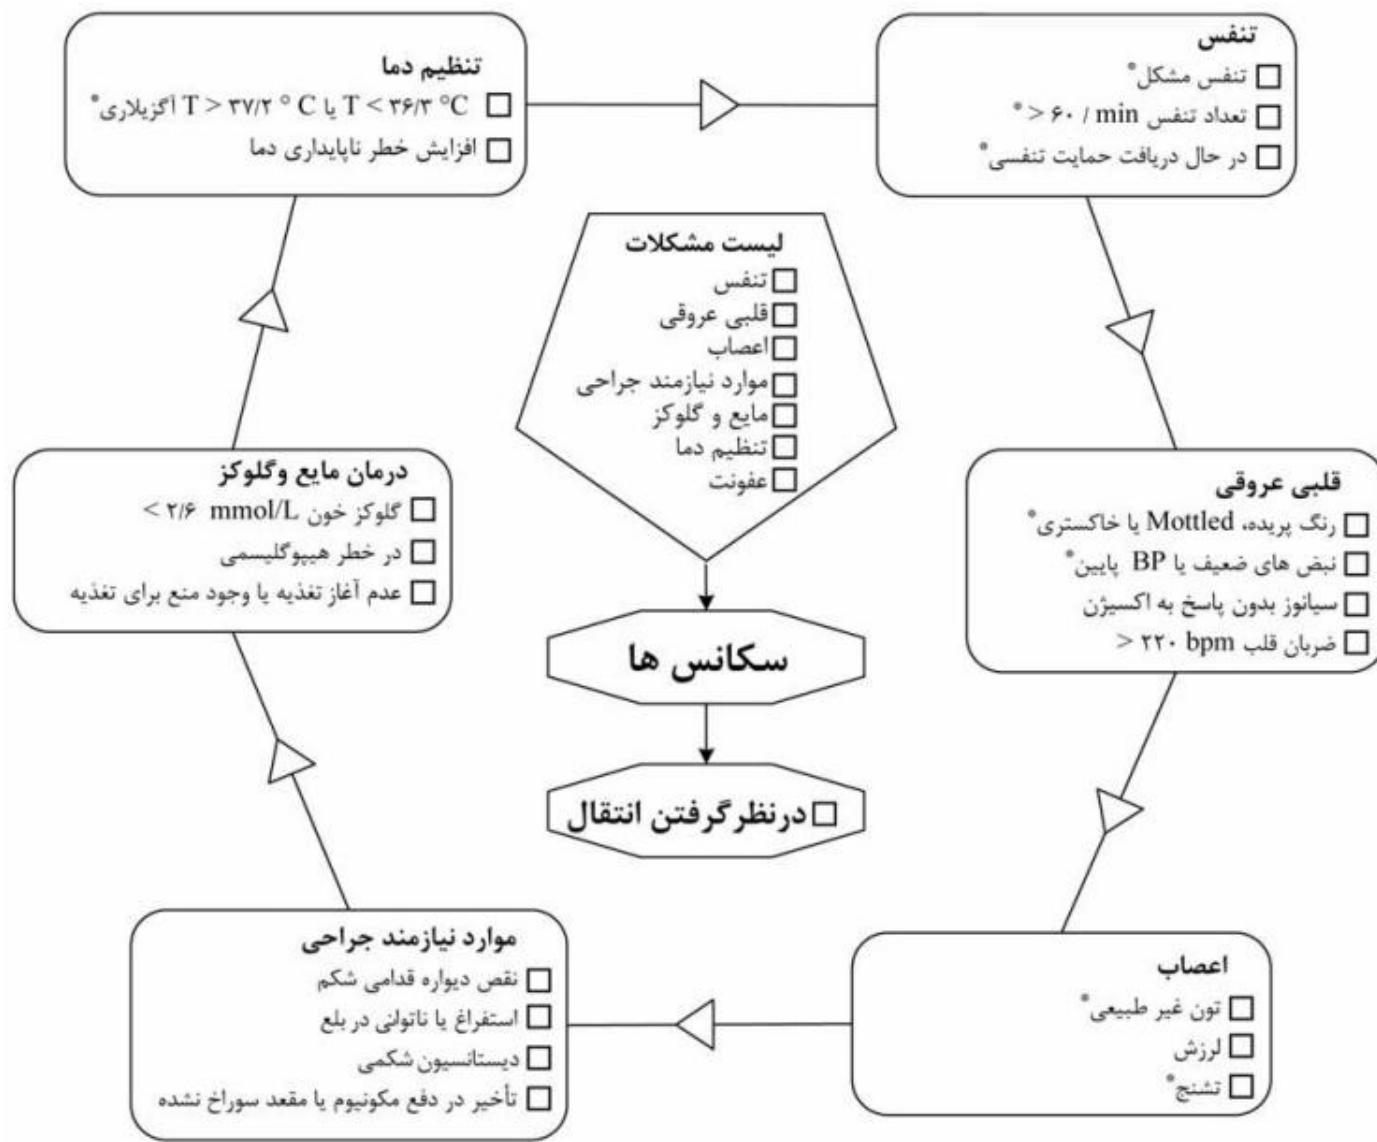 تنفس
☐ تنفس مشکل*
☐ تعداد تنفس ۶۰ / min > *
☐ در حال دریافت حمایت تنفسی*
قلبی عروقی
☐ رنگ پریده، Mottled یا خاکستری*
☐ نبض های ضعیف یا BP پایین*
☐ سیانوز بدون پاسخ به اکسیژن
☐ ضربان قلب ۲۲۰ bpm >
اعصاب
☐ تون غیر طبیعی*
☐ لرزش
☐ تشنج*
موارد نیازمند جراحی
☐ نقص دیواره قدامی شکم
☐ استفراغ یا ناتوانی در بلع
☐ دیستانسیون شکمی
☐ تأخیر در دفع مکونیوم یا مقعد سوراخ نشده
درمان مایع وگلوکز
☐ گلوکز خون ۲/۶ mmol/L <
☐ در خطر هیپوگلیسمی
☐ عدم آغاز تغذیه یا وجود منع برای تغذیه
تنظیم دما
☐ T < ۳۶/۳ °C یا T > ۳۷/۲ ° C آگزیلاری*
☐ افزایش خطر ناپایداری دما
لیست مشکلات
☐ تنفس
☐ قلبی عروقی
☐ اعصاب
☐ موارد نیازمند جراحی
☐ مایع و گلوکز
☐ تنظیم دما
☐ عفونت
سکانس ها
☐ درنظرگرفتن انتقال